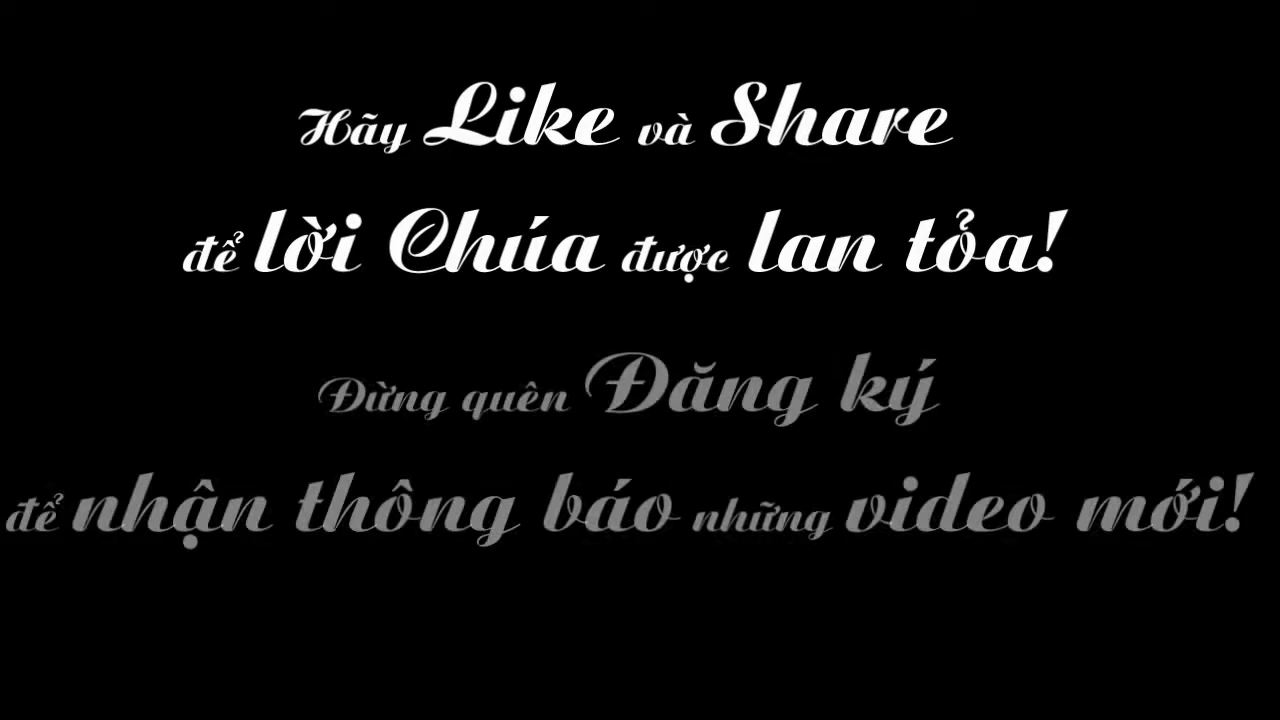 Hãy Like và Share
để lời Chúa được lan tỏa!
Đừng quên Đăng ký
để nhận thông báo những video mới!